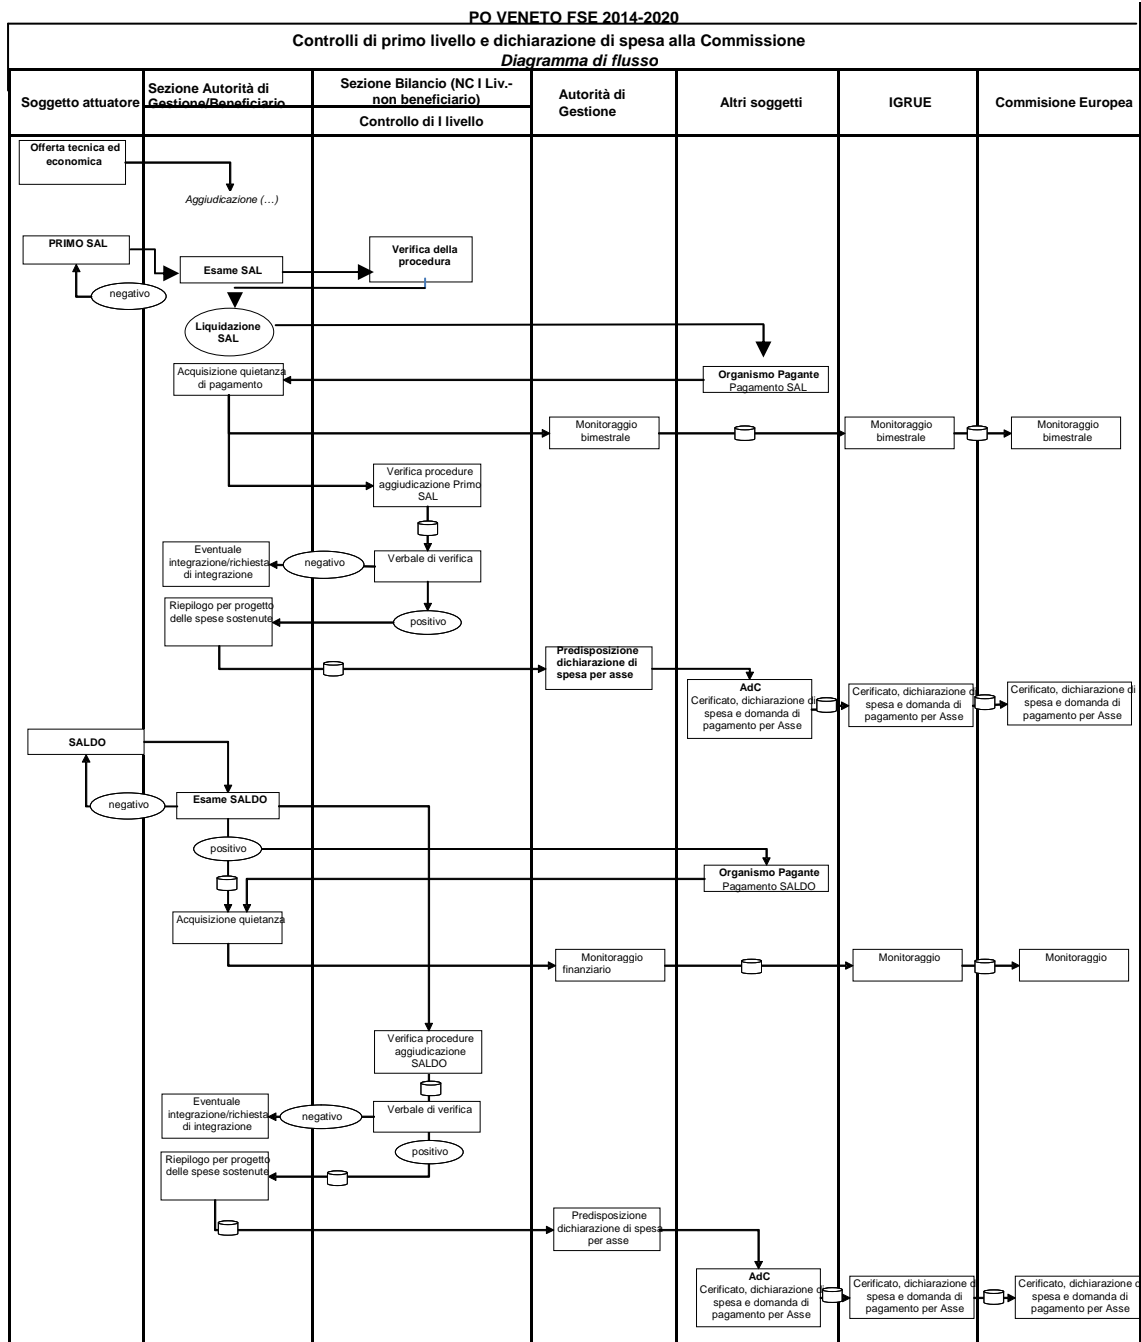 PO VENETO FSE 2014-2020
Controlli di primo livello e dichiarazione di spesa alla Commissione
Diagramma di flusso
Soggetto attuatore
Sezione Autorità di
Gestione/Beneficiario
Sezione Bilancio (NC I Liv.-
non beneficiario)
Controllo di I livello
Autorità di
Gestione
Altri soggetti
IGRUE
Commisione Europea
Offerta tecnica ed
economica
Aggiudicazione (…)
PRIMO SAL
Esame SAL
Verifica della
procedura
negativo
Liquidazione
SAL
Acquisizione quietanza
di pagamento
Organismo Pagante
Pagamento SAL
Monitoraggio
bimestrale
Monitoraggio
bimestrale
Monitoraggio
bimestrale
Verifica procedure
aggiudicazione Primo
SAL
Eventuale
integrazione/richiesta
di integrazione
negativo
Verbale di verifica
Riepilogo per progetto
delle spese sostenute
positivo
Predisposizione
dichiarazione di
spesa per asse
AdC
Cerificato, dichiarazione di
spesa e domanda di
pagamento per Asse
Cerificato, dichiarazione di
spesa e domanda di
pagamento per Asse
Cerificato, dichiarazione di
spesa e domanda di
pagamento per Asse
SALDO
negativo
Esame SALDO
positivo
Organismo Pagante
Pagamento SALDO
Acquisizione quietanza
Monitoraggio
finanziario
Monitoraggio
Monitoraggio
Verifica procedure
aggiudicazione
SALDO
Eventuale
integrazione/richiesta
di integrazione
negativo
Verbale di verifica
positivo
Riepilogo per progetto
delle spese sostenute
Predisposizione
dichiarazione di spesa
per asse
AdC
Cerificato, dichiarazione di
spesa e domanda di
pagamento per Asse
Cerificato, dichiarazione di
spesa e domanda di
pagamento per Asse
Cerificato, dichiarazione di
spesa e domanda di
pagamento per Asse